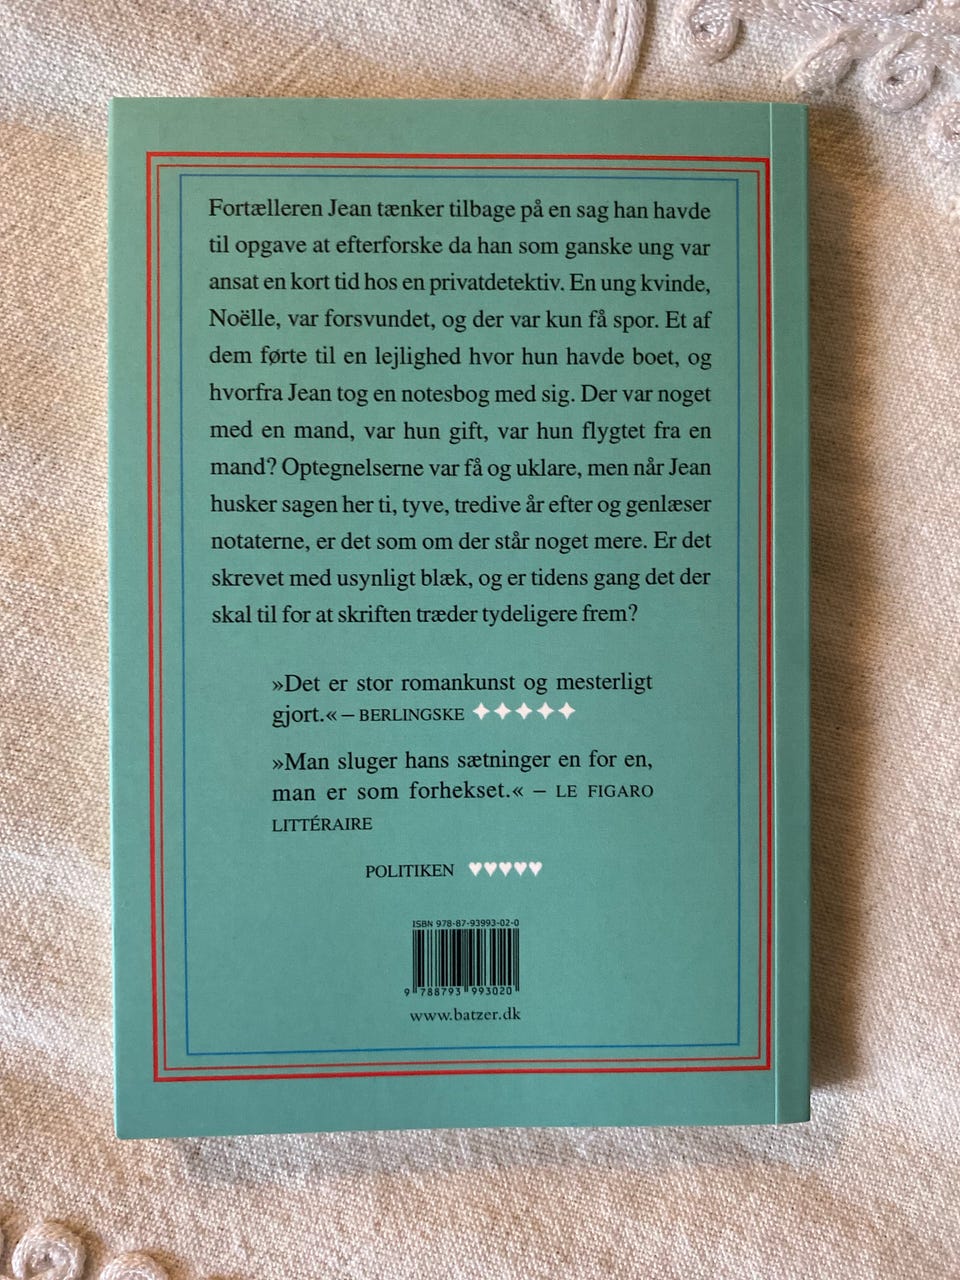 Fortælleren Jean tænker tilbage på en sag han havde
til opgave at efterforske da han som ganske ung var
ansat en kort tid hos en privatdetektiv. En ung kvinde,
Noëlle, var forsvundet, og der var kun få spor. Et af
dem førte til en lejlighed hvor hun havde boet, og
hvorfra Jean tog en notesbog med sig. Der var noget
med en mand, var hun gift, var hun flygtet fra en
mand? Optegnelserne var få og uklare, men når Jean
husker sagen her ti, tyve, tredive år efter og genlæser
notaterne, er det som om der står noget mere. Er det
skrevet med usynligt blæk, og er tidens gang det der
skal til for at skriften træder tydeligere frem?
»Det er stor romankunst og mesterligt
gjort.« – BERLINGSKE ✦✦✦✦✦
»Man sluger hans sætninger en for en,
man er som forhekset.« – LE FIGARO
LITTÉRAIRE
POLITIKEN ♥♥♥♥♥
ISBN 978-87-93993-02-0
9 788793 993020
www.batzer.dk